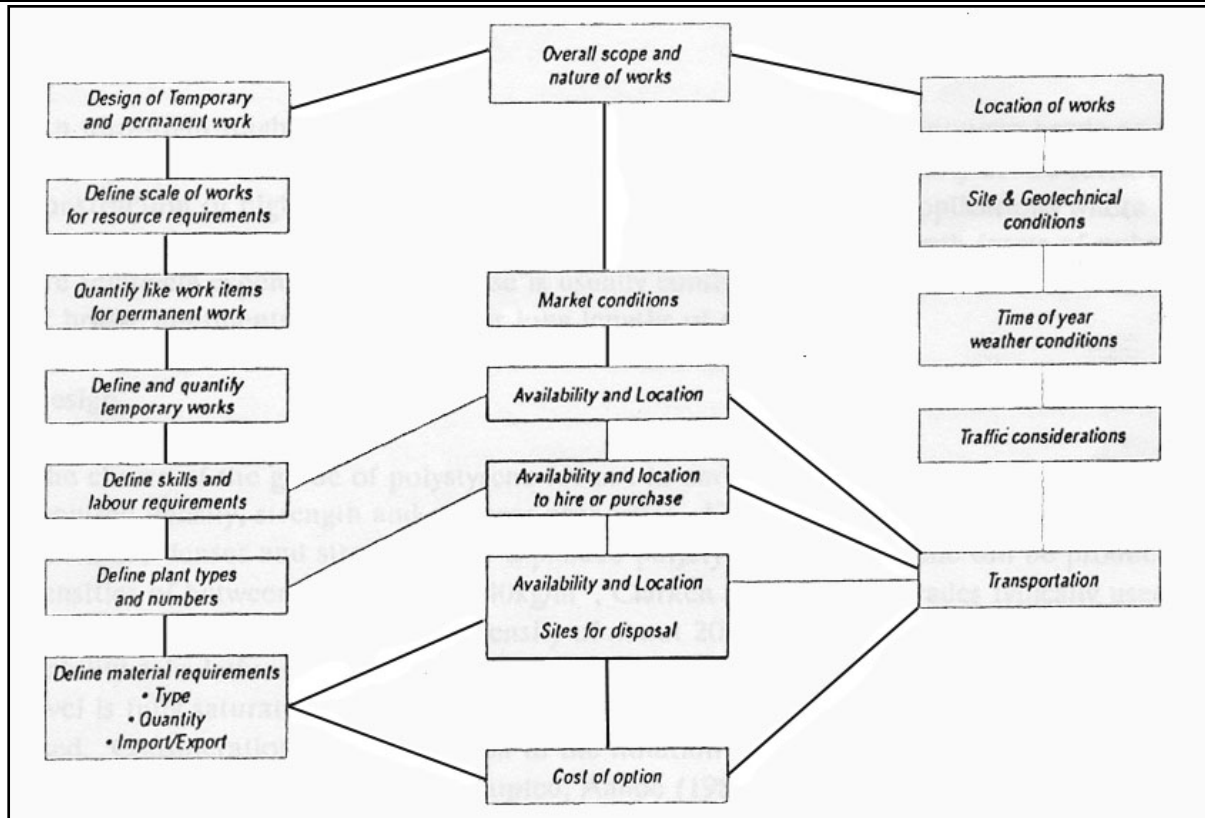 Overall scope and
nature of works
Design of Temporary
and permanent work
Define scale of works
for resource requirements
Quantify like work items
for permanent work
Define and quantify
temporary works
Define skills and
labour requirements
Define plant types
and numbers
Define material requirements
• Type
• Quantity
• Import/Export
Market conditions
Availability and Location
Availability and location
to hire or purchase
Availability and Location
Sites for disposal
Cost of option
Location of works
Site & Geotechnical
conditions
Time of year
weather conditions
Traffic considerations
Transportation